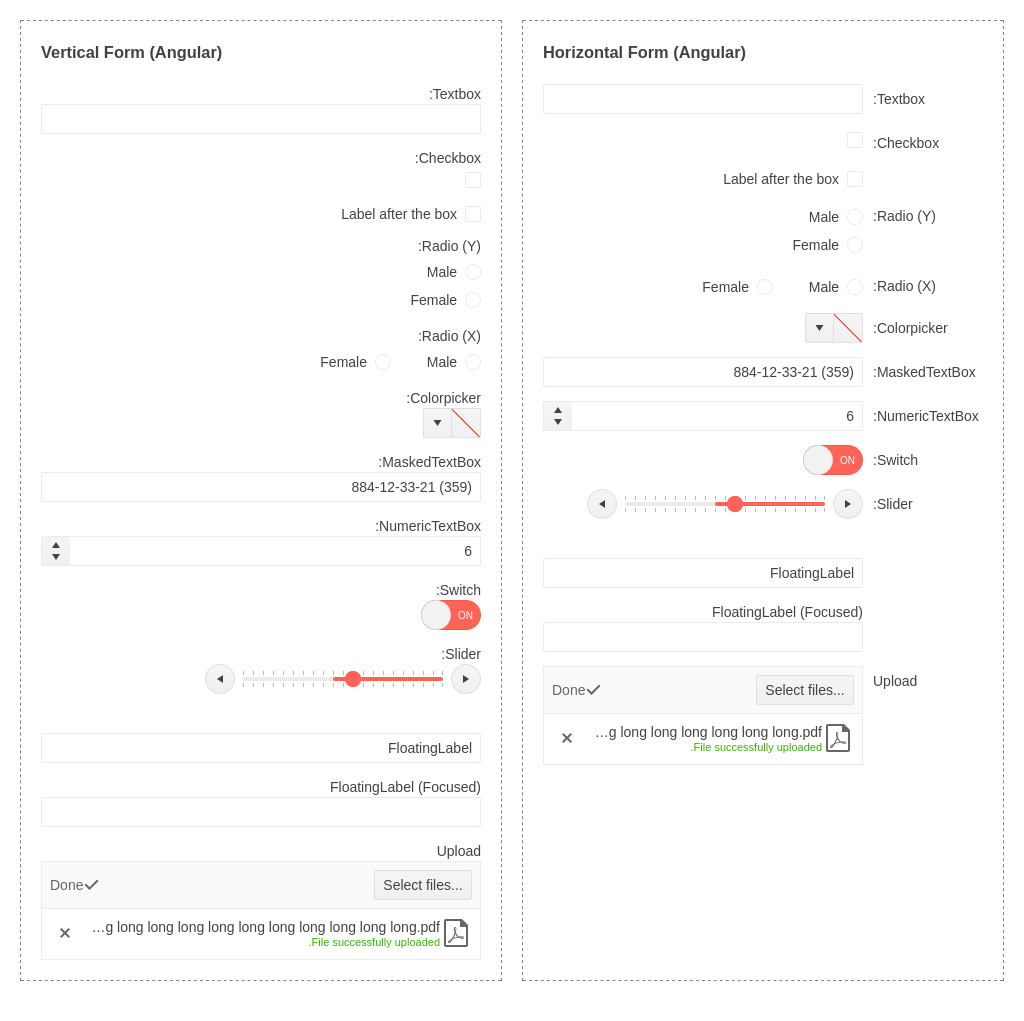 Vertical Form (Angular)
:Textbox
:Checkbox
Label after the box
:Radio (Y)
Male
Female
:Radio (X)
Female Male
:Colorpicker
:MaskedTextBox
884-12-33-21 (359)
:NumericTextBox
6
:Switch
ON
:Slider
FloatingLabel
FloatingLabel (Focused)
Upload
Done Select files...
...g long long long long long long long long long long.pdf
.File successfully uploaded
Horizontal Form (Angular)
:Textbox
:Checkbox
Label after the box
Male :Radio (Y)
Female
Female Male :Radio (X)
:Colorpicker
884-12-33-21 (359) :MaskedTextBox
6 :NumericTextBox
ON :Switch
:Slider
FloatingLabel
FloatingLabel (Focused)
Upload
Done Select files...
...g long long long long long long.pdf
.File successfully uploaded